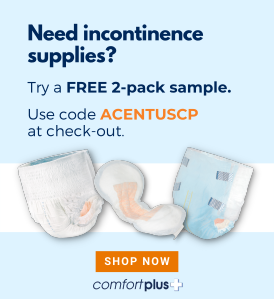 Need incontinence
supplies?
Try a FREE 2-pack sample.
Use code ACENTUSCP
at check-out.
SHOP NOW
comfortplus